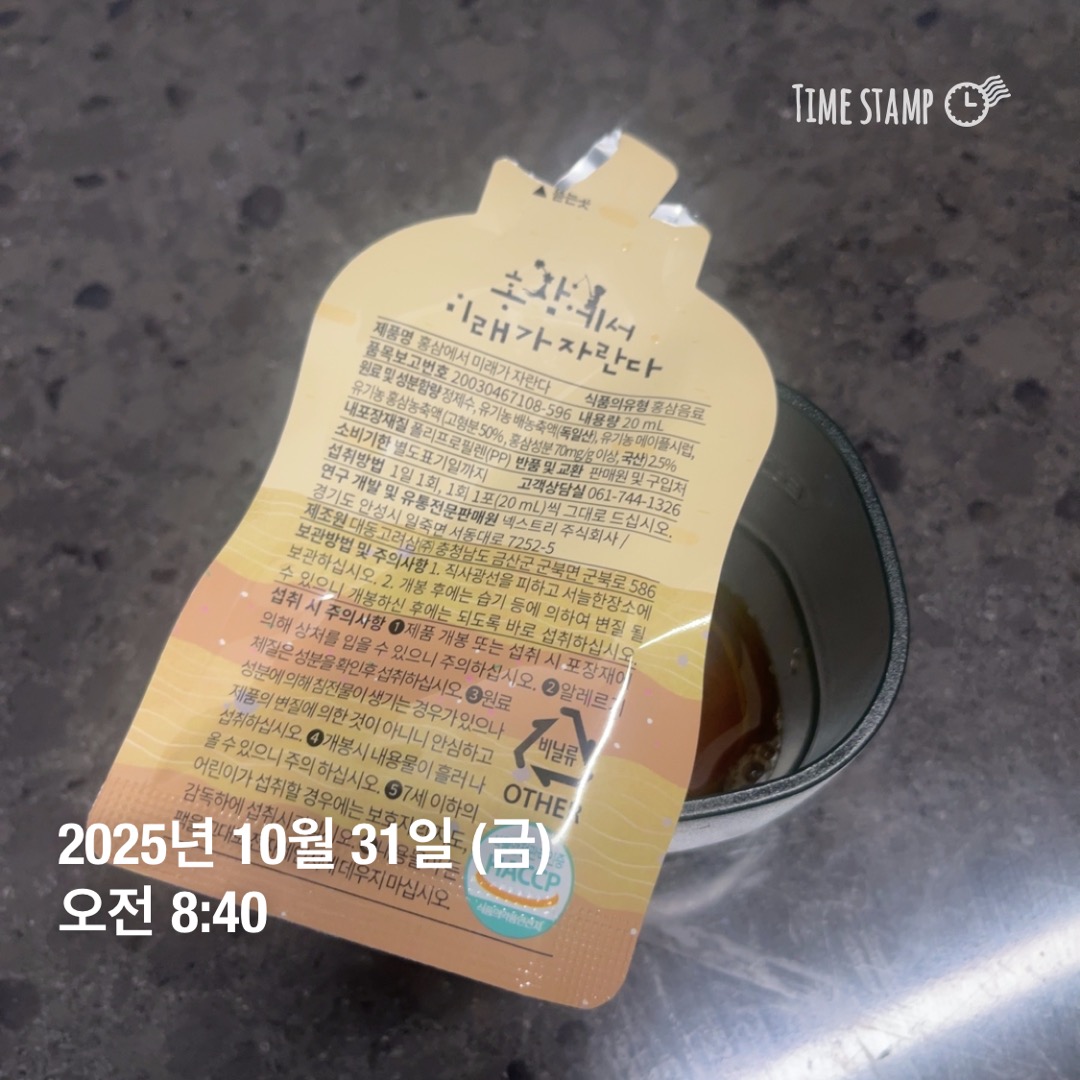 TIME STAMP
▲ 뜯는곳
홍삼에서
미래가 자란다
제품명 홍삼에서 미래가 자란다 식품의유형 홍삼음료
품목보고번호 20030467108-596 내용량 20 mL
원료 및 성분함량 정제수, 유기농 배농축액(독일산), 유기농 메이플시럽,
유기농 홍삼농축액(고형분 50%, 홍삼성분 70mg/g 이상, 국산) 2.5%
내포장재질 폴리프로필렌(PP) 반품 및 교환 판매원 및 구입처
소비기한 별도표기일까지 고객상담실 061-744-1326
섭취방법 1일 1회, 1회 1포(20 mL)씩 그대로 드십시오.
연구 개발 및 유통전문판매원 넥스트리 주식회사 /
경기도 안성시 일죽면 서동대로 7252-5
제조원 대동고려삼㈜ 충청남도 금산군 군북면 군북로 586
보관방법 및 주의사항 1. 직사광선을 피하고 서늘한장소에
보관하십시오. 2. 개봉 후에는 습기 등에 의하여 변질 될
수 있으니 개봉하신 후에는 되도록 바로 섭취하십시오
섭취 시 주의사항 ❶제품 개봉 또는 섭취 시 포장재에
의해 상처를 입을 수 있으니 주의하십시오. ❷알레르기
체질은 성분을 확인후 섭취하십시오 ❸원료
성분에 의해 침전물이 생기는 경우가 있으나
제품의 변질에 의한 것이 아니니 안심하고
섭취하십시오. ❹개봉시 내용물이 흘러 나
올 수 있으니 주의 하십시오 ❺7세 이하의
어린이가 섭취할 경우에는 보호자
감독하에 섭취시
데우지 마십시오
비닐류
OTHER
HACCP
2025년 10월 31일 (금)
오전 8:40